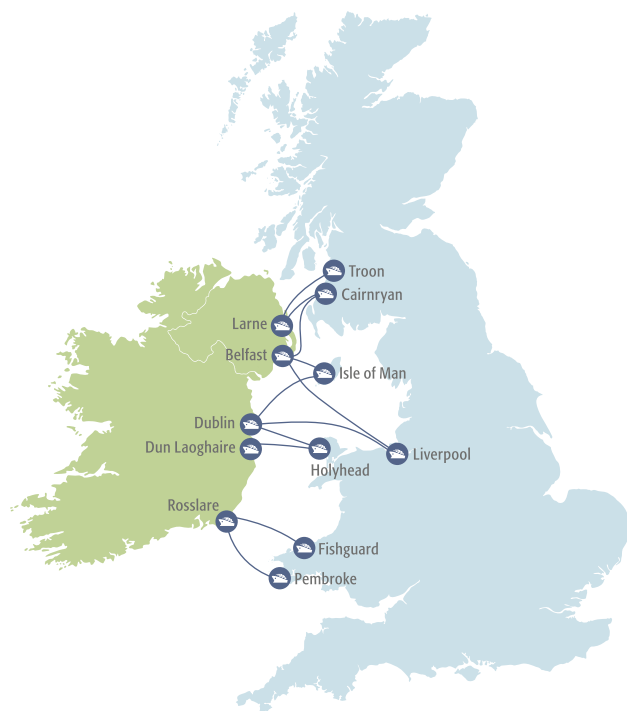 Troon
Cairnryan
Larne
Belfast
Isle of Man
Dublin
Dun Laoghaire
Liverpool
Holyhead
Rosslare
Fishguard
Pembroke